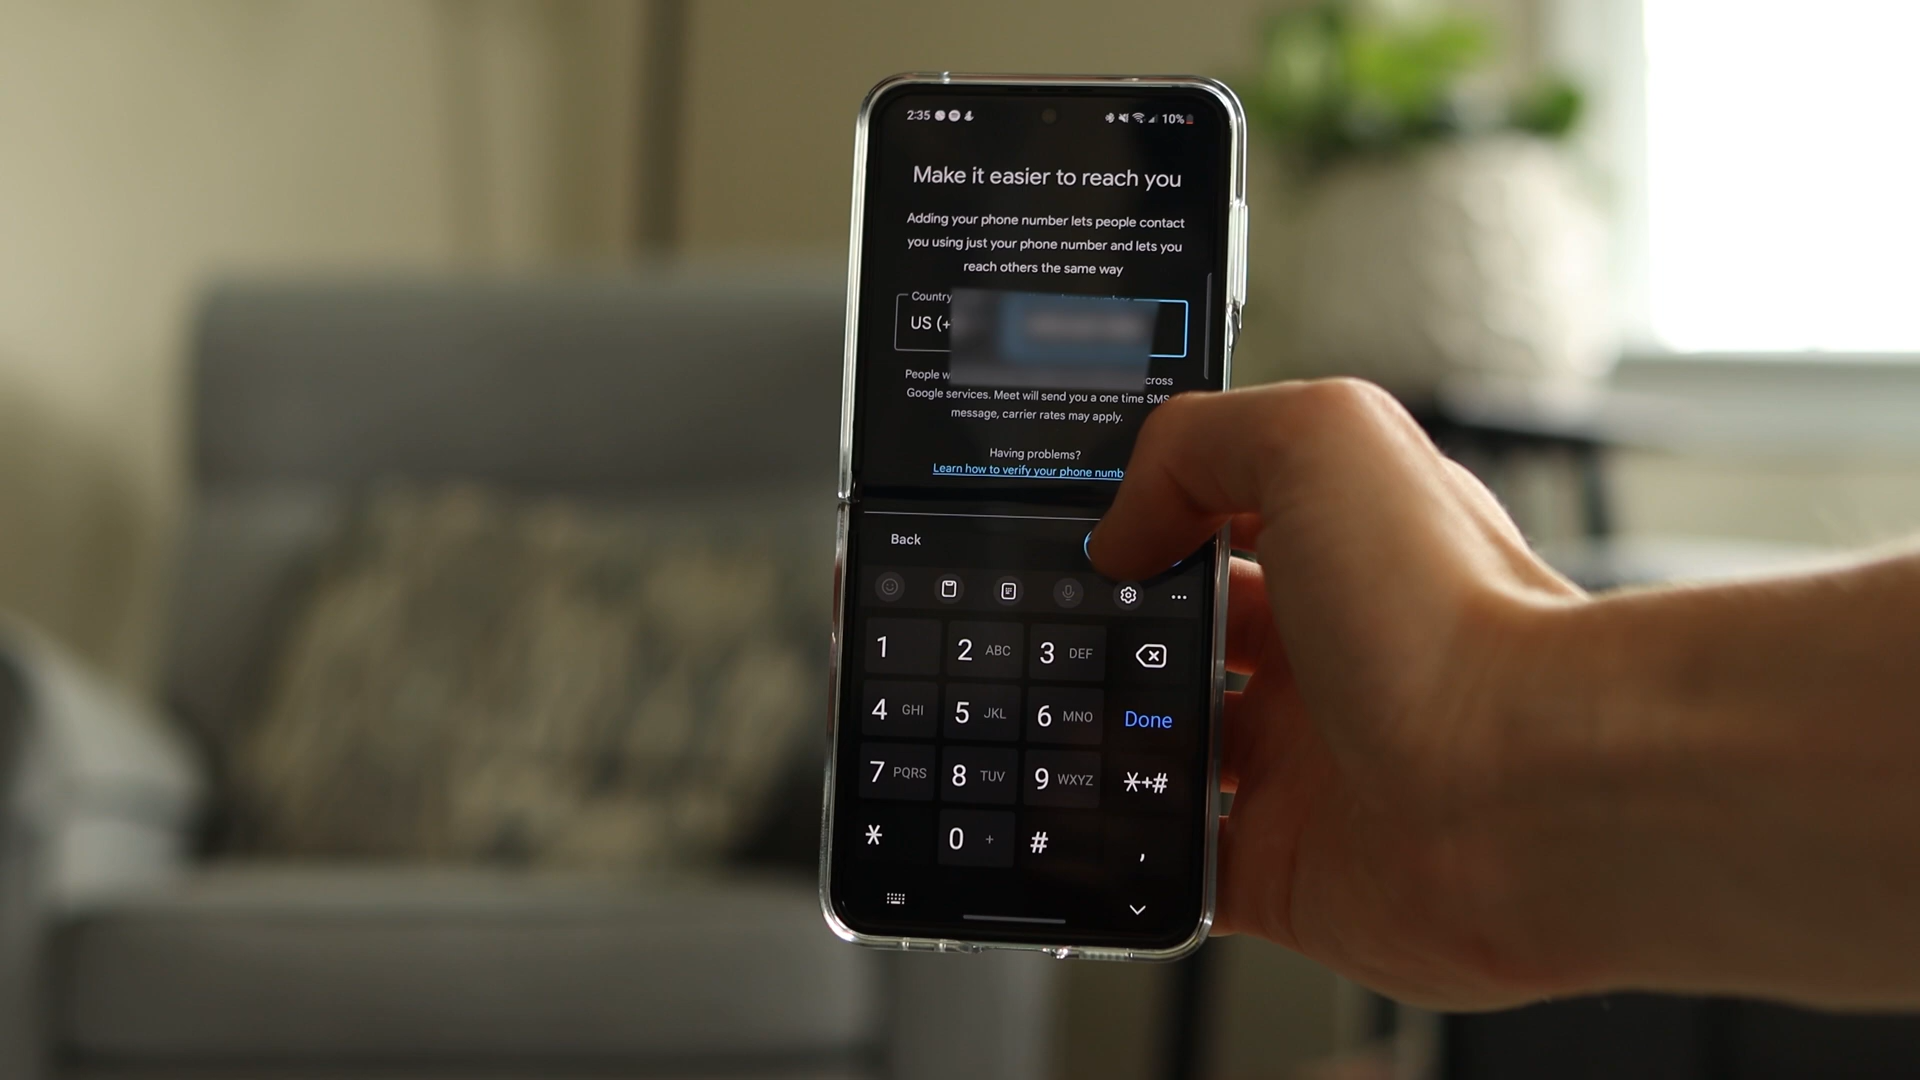 2:35 10%
Make it easier to reach you
Adding your phone number lets people contact
you using just your phone number and lets you
reach others the same way
Country
US (+
People w cross
Google services. Meet will send you a one time SMS
message, carrier rates may apply.
Having problems?
Learn how to verify your phone numb
Back
1 2 ABC 3 DEF
4 GHI 5 JKL 6 MNO Done
7 PQRS 8 TUV 9 WXYZ *+#
* 0 + # ,